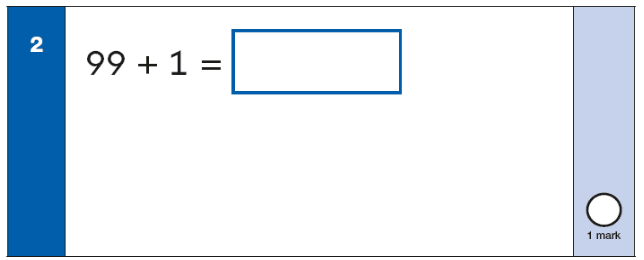 2
99 + 1 =
1 mark